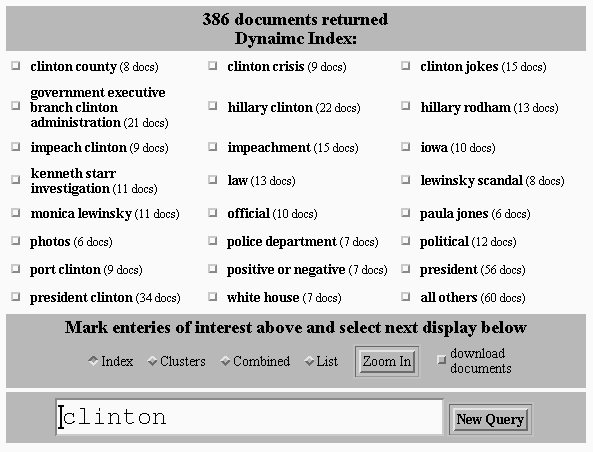 386 documents returned
Dynaimc Index:
clinton county (8 docs) clinton crisis (9 docs) clinton jokes (15 docs)
government executive
branch clinton
administration (21 docs) hillary clinton (22 docs) hillary rodham (13 docs)
impeach clinton (9 docs) impeachment (15 docs) iowa (10 docs)
kenneth starr
investigation (11 docs) law (13 docs) lewinsky scandal (8 docs)
monica lewinsky (11 docs) official (10 docs) paula jones (6 docs)
photos (6 docs) police department (7 docs) political (12 docs)
port clinton (9 docs) positive or negative (7 docs) president (56 docs)
president clinton (34 docs) white house (7 docs) all others (60 docs)
Mark enteries of interest above and select next display below
Index Clusters Combined List Zoom In download
documents
clinton New Query